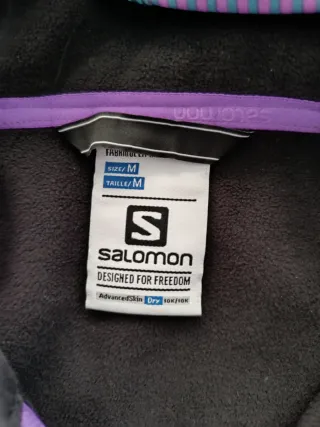 salomon
SIZE/ M
TAILLE/ M
S
salomon
DESIGNED FOR FREEDOM
AdvancedSkin Dry 10K/10K